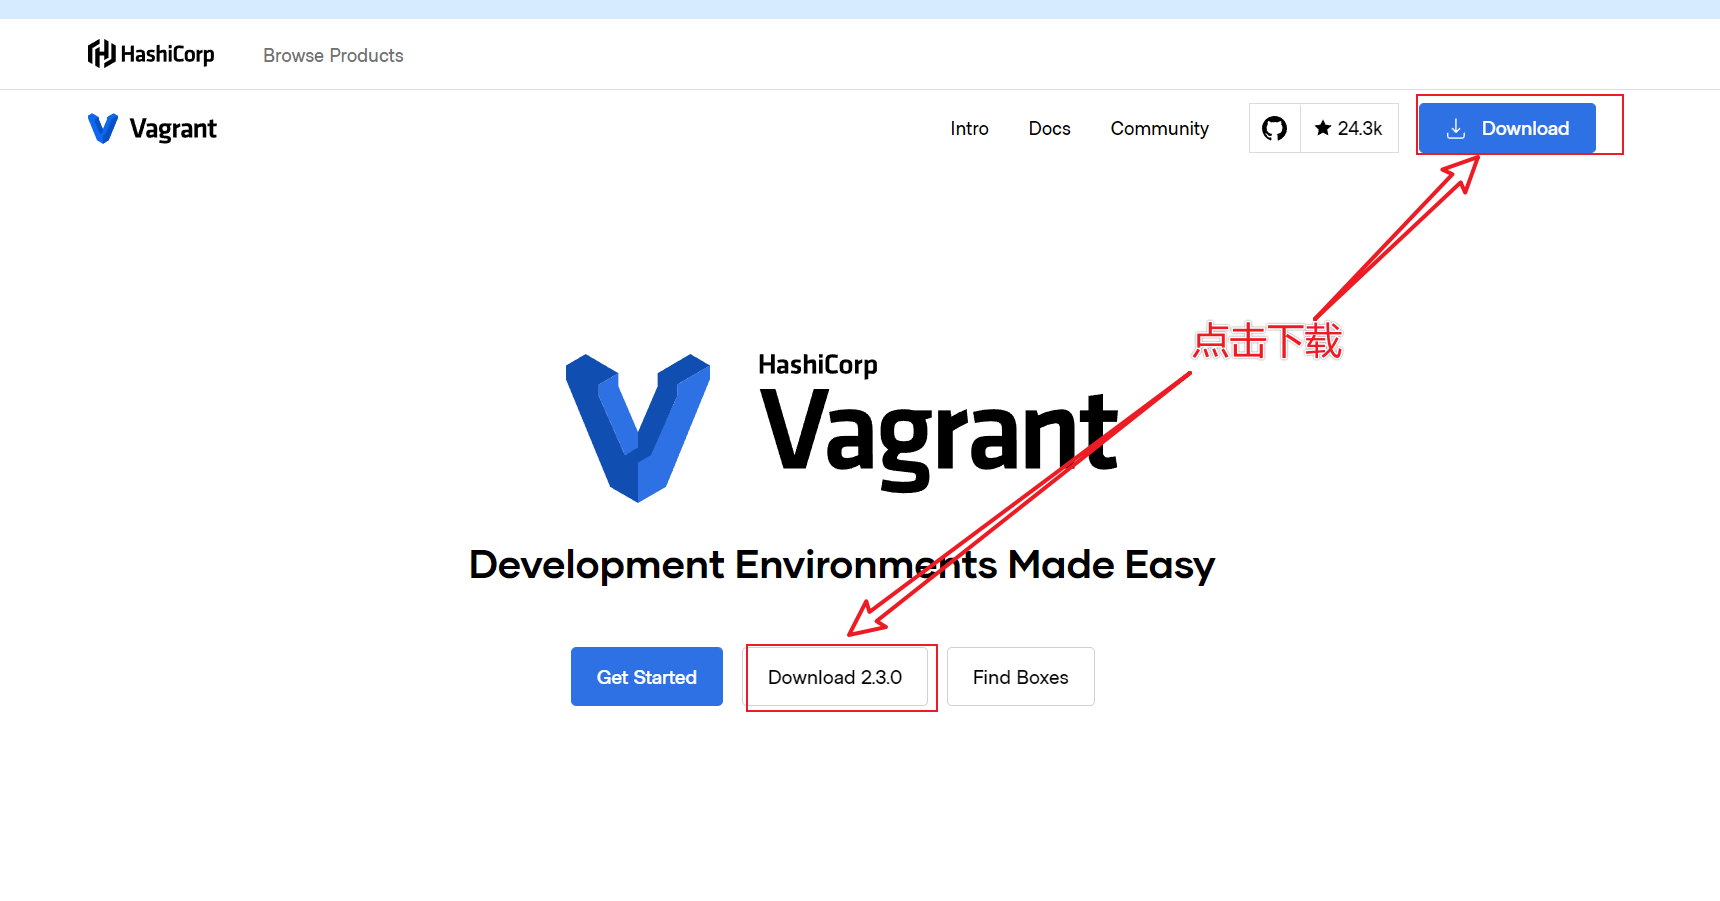 HashiCorp Browse Products
Vagrant Intro Docs Community 24.3k Download
点击下载
HashiCorp
Vagrant
Development Environments Made Easy
Get Started Download 2.3.0 Find Boxes